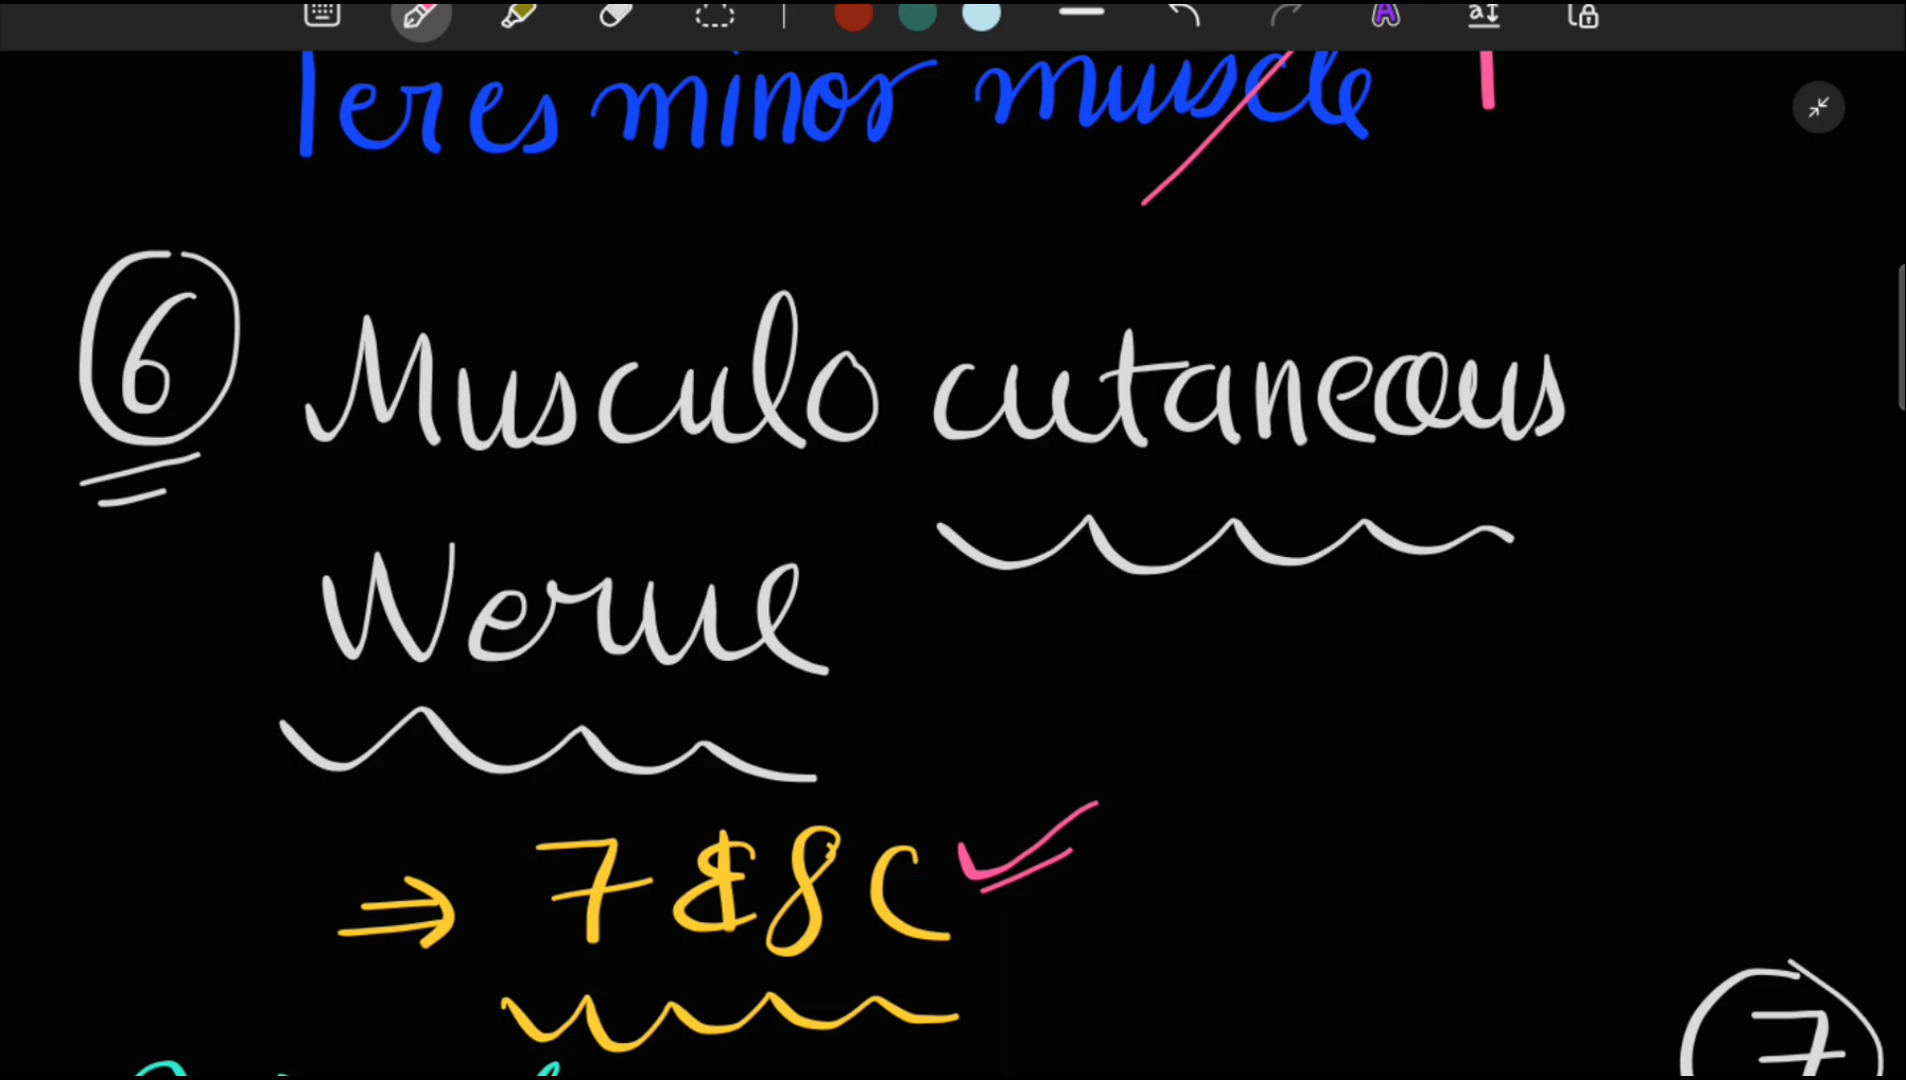 Teres minor muscle
6 Musculo cutaneous
Nerve
⇒ 7 & 8 C
7